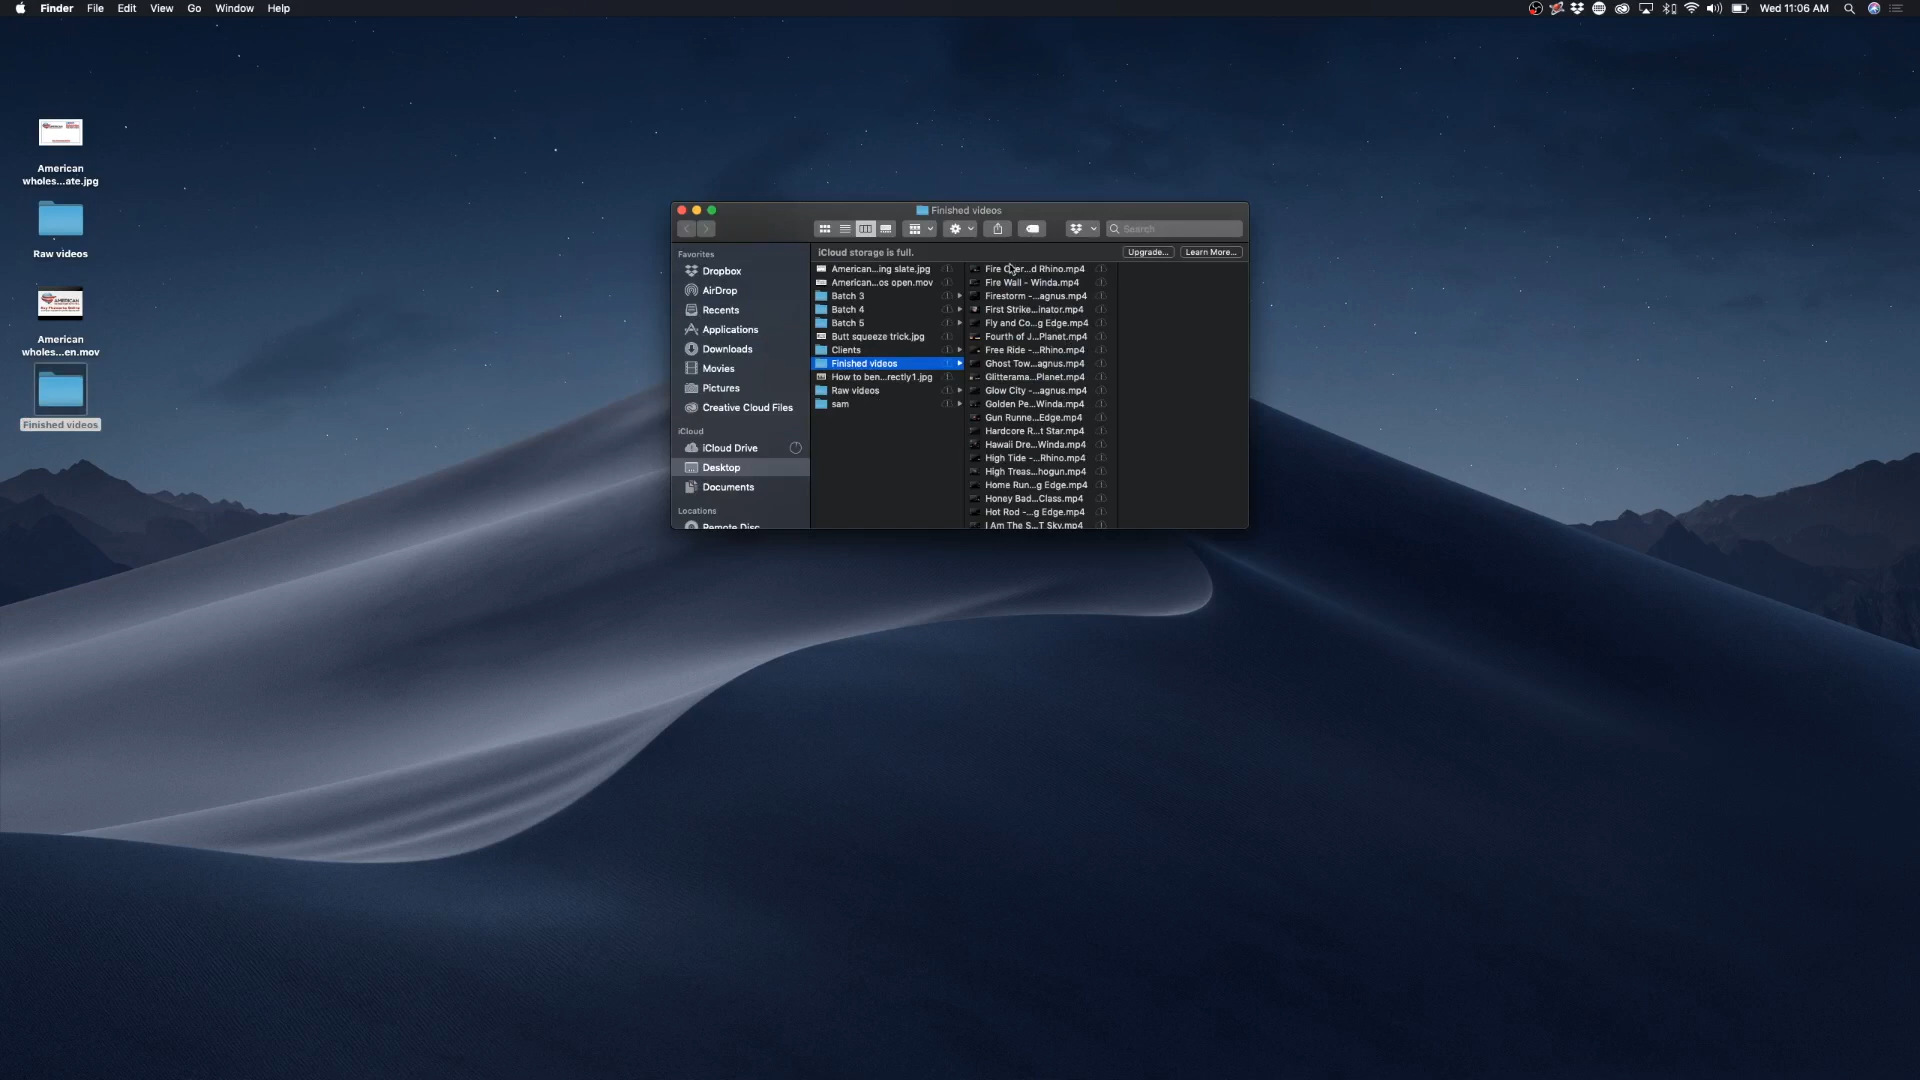 Finder File Edit View Go Window Help
Wed 11:06 AM
American
wholes...ate.jpg
Raw videos
American
wholes...en.mov
Finished videos
Finished videos
Search
Favorites
Dropbox
AirDrop
Recents
Applications
Downloads
Movies
Pictures
Creative Cloud Files
iCloud
iCloud Drive
Desktop
Documents
Locations
Remote Disc
iCloud storage is full.
Upgrade...
Learn More...
American...ing slate.jpg
American...os open.mov
Batch 3
Batch 4
Batch 5
Butt squeeze trick.jpg
Clients
Finished videos
How to ben...rectly1.jpg
Raw videos
sam
Fire Over...d Rhino.mp4
Fire Wall - Winda.mp4
Firestorm -...agnus.mp4
First Strike...inator.mp4
Fly and Co...g Edge.mp4
Fourth of J...Planet.mp4
Free Ride -...Rhino.mp4
Ghost Tow...agnus.mp4
Glitterama...Planet.mp4
Glow City -...agnus.mp4
Golden Pe...Winda.mp4
Gun Runne...Edge.mp4
Hardcore R...t Star.mp4
Hawaii Dre...Winda.mp4
High Tide -...Rhino.mp4
High Treas...hogun.mp4
Home Run...g Edge.mp4
Honey Bad...Class.mp4
Hot Rod -...g Edge.mp4
I Am The S...T Sky.mp4